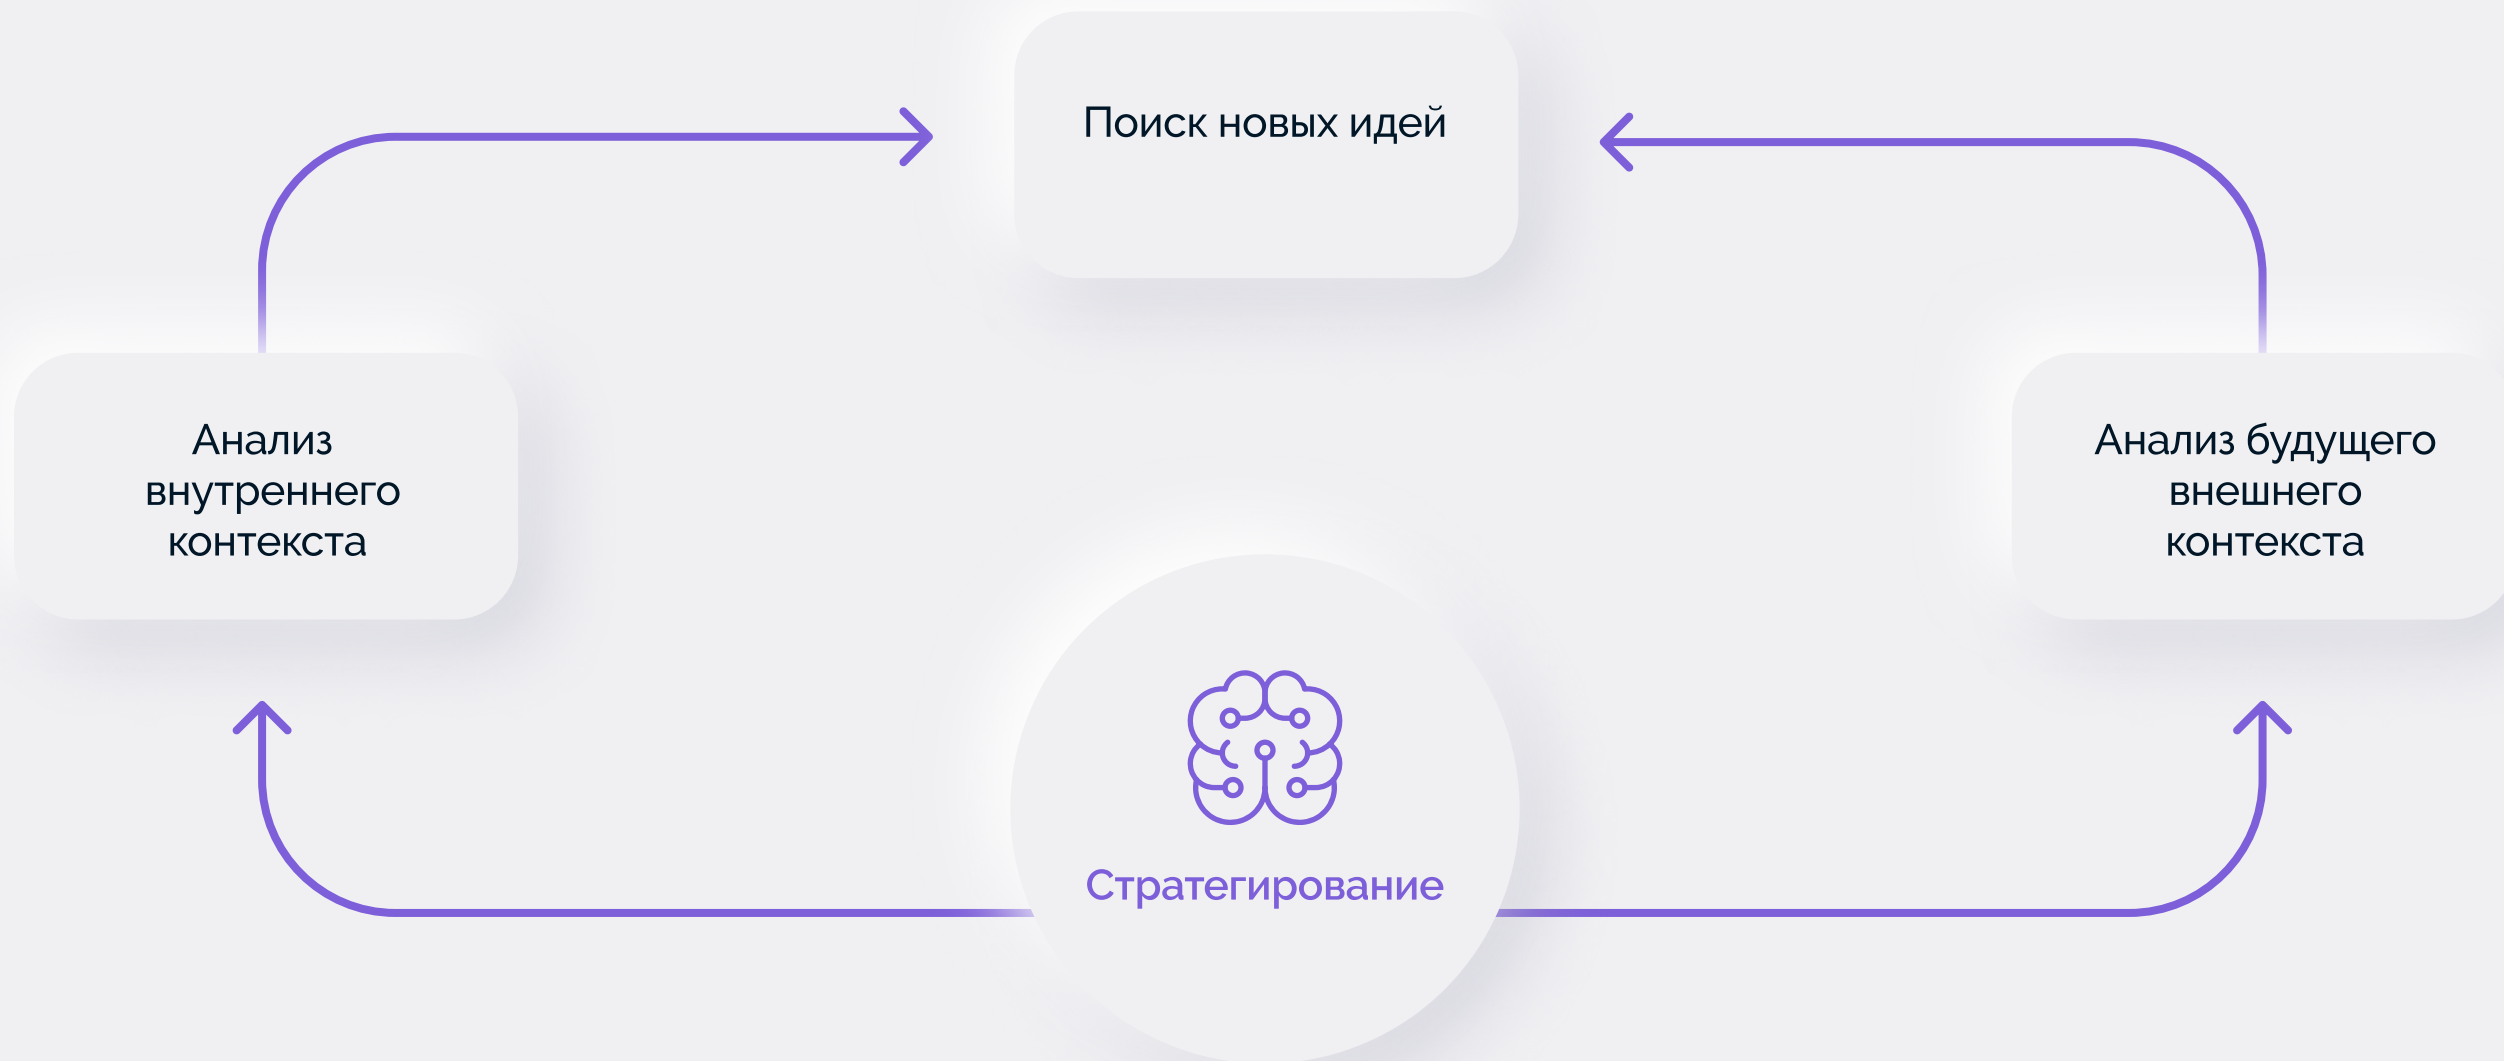 Поиск новых идей
Анализ
внутреннего
контекста
Анализ будущего
внешнего
контекста
Стратегирование